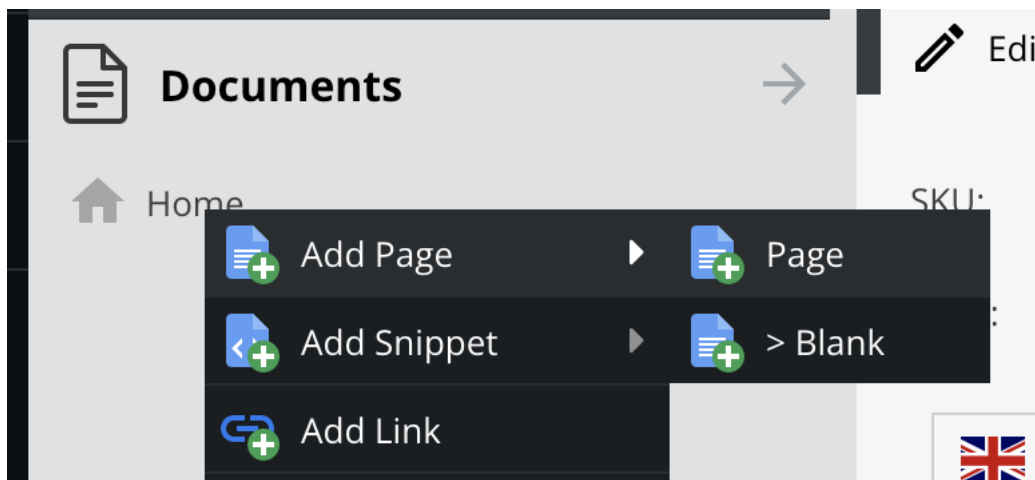 Documents
Home
Add Page
Page
Add Snippet
> Blank
Add Link
SKU: